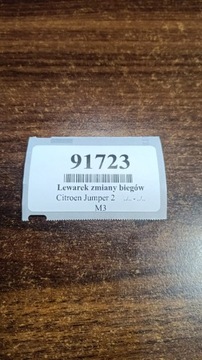 91723
Lewarek zmiany biegów
Citroen Jumper 2
M3